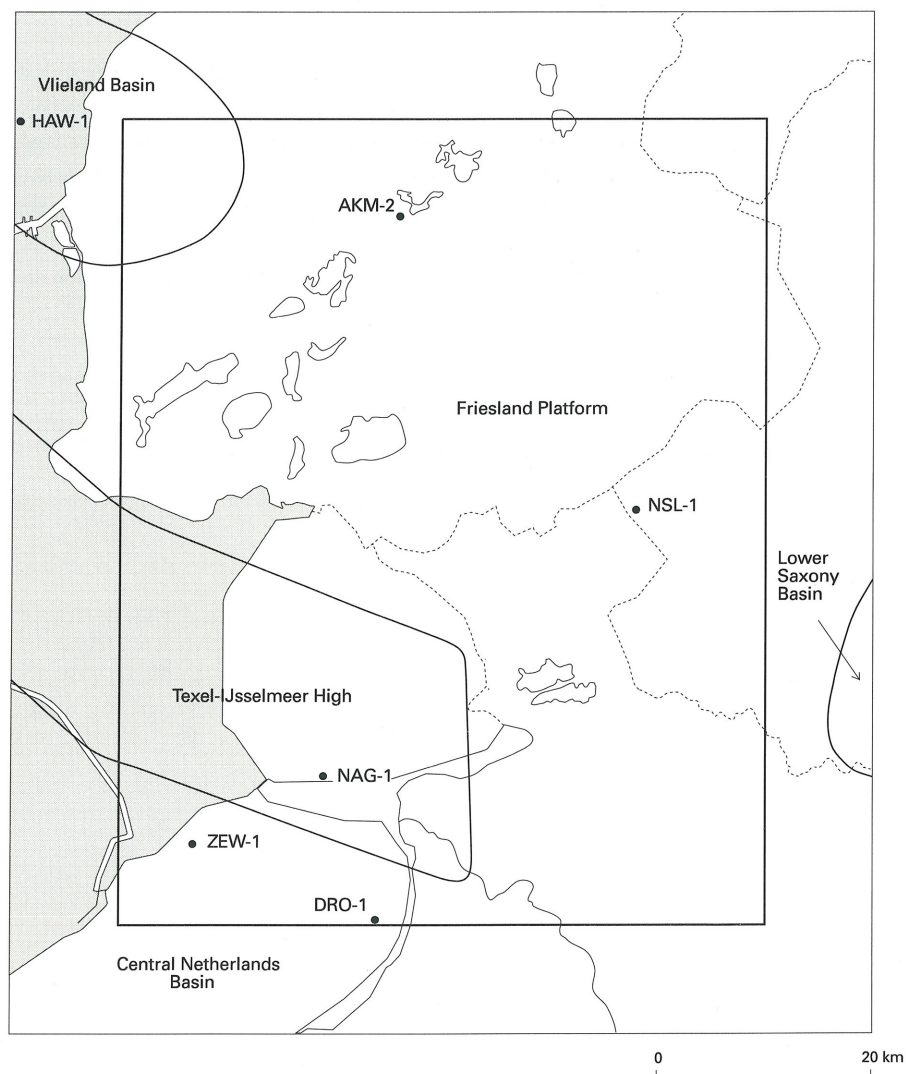 Vlieland Basin
HAW-1
AKM-2
Friesland Platform
NSL-1
Lower
Saxony
Basin
Texel-IJsselmeer High
NAG-1
ZEW-1
DRO-1
Central Netherlands
Basin
0 20 km